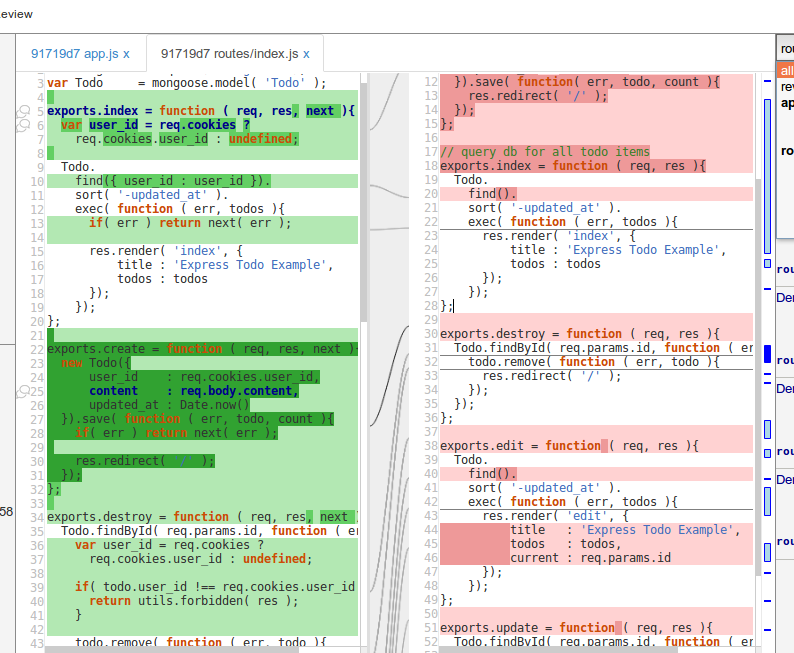 eview
91719d7 app.js x
91719d7 routes/index.js x
3 var Todo     = mongoose.model( 'Todo' );
4
5 exports.index = function ( req, res, next ){
6   var user_id = req.cookies ?
7     req.cookies.user_id : undefined;
8
9   Todo.
10     find({ user_id : user_id }).
11     sort( '-updated_at' ).
12     exec( function ( err, todos ){
13       if( err ) return next( err );
14
15       res.render( 'index', {
16           title : 'Express Todo Example',
17           todos : todos
18       });
19     });
20 };
21
22 exports.create = function ( req, res, next ){
23   new Todo({
24       user_id    : req.cookies.user_id,
25       content    : req.body.content,
26       updated_at : Date.now()
27   }).save( function ( err, todo, count ){
28     if( err ) return next( err );
29
30     res.redirect( '/' );
31   });
32 };
33
34 exports.destroy = function ( req, res, next
35   Todo.findById( req.params.id, function ( er
36     var user_id = req.cookies ?
37       req.cookies.user_id : undefined;
38
39     if( todo.user_id !== req.cookies.user_id
40       return utils.forbidden( res );
41     }
42
43     todo.remove( function ( err, todo ){
12   }).save( function( err, todo, count ){
13     res.redirect( '/' );
14   });
15 };
16
17 // query db for all todo items
18 exports.index = function ( req, res ){
19   Todo.
20     find().
21     sort( '-updated_at' ).
22     exec( function ( err, todos ){
23       res.render( 'index', {
24           title : 'Express Todo Example',
25           todos : todos
26       });
27     });
28 };
29
30 exports.destroy = function ( req, res ){
31   Todo.findById( req.params.id, function ( er
32     todo.remove( function ( err, todo ){
33       res.redirect( '/' );
34     });
35   });
36 };
37
38 exports.edit = function ( req, res ){
39   Todo.
40     find().
41     sort( '-updated_at' ).
42     exec( function ( err, todos ){
43       res.render( 'edit', {
44           title   : 'Express Todo Example',
45           todos   : todos,
46           current : req.params.id
47       });
48     });
49 };
50
51 exports.update = function ( req, res ){
52   Todo.findById( req.params.id, function ( er
58
rou
all
rev
ap
ro
rou
Der
rou
Der
rou
Der
rou